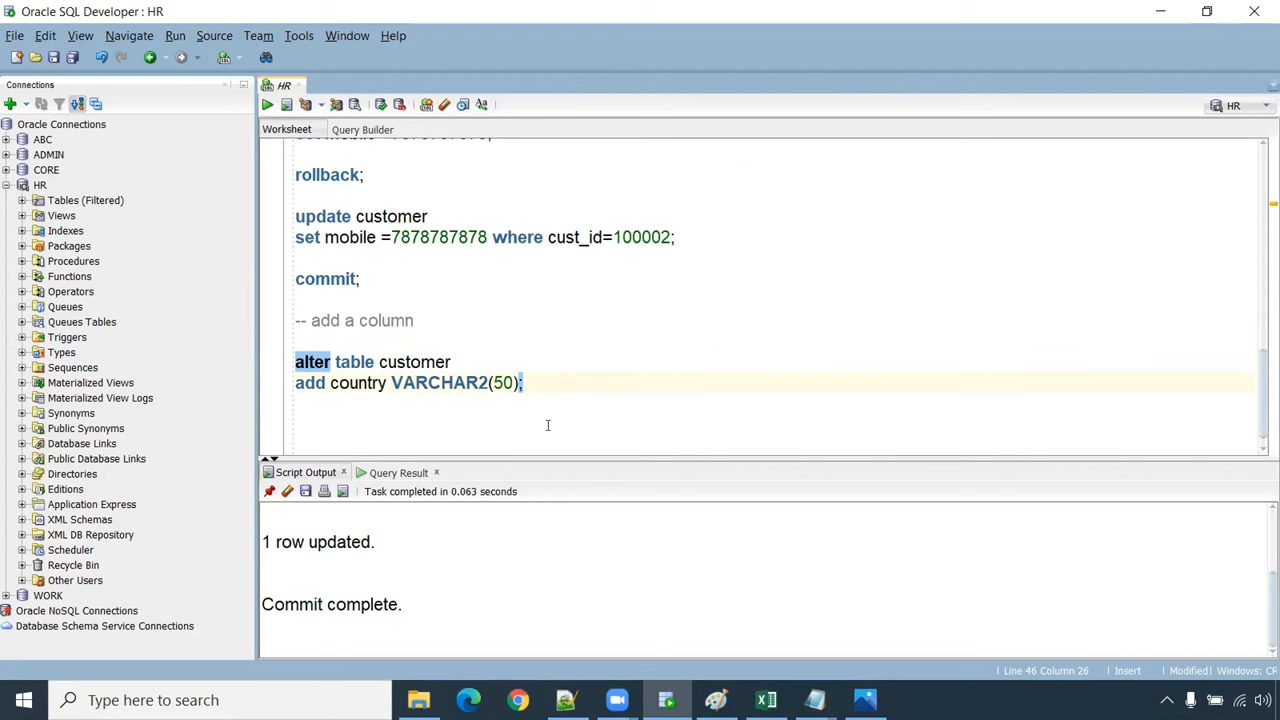 Oracle SQL Developer : HR
File Edit View Navigate Run Source Team Tools Window Help
Connections
HR
HR
Worksheet Query Builder
Oracle Connections
ABC
ADMIN
CORE
HR
Tables (Filtered)
Views
Indexes
Packages
Procedures
Functions
Operators
Queues
Queues Tables
Triggers
Types
Sequences
Materialized Views
Materialized View Logs
Synonyms
Public Synonyms
Database Links
Public Database Links
Directories
Editions
Application Express
XML Schemas
XML DB Repository
Scheduler
Recycle Bin
Other Users
WORK
Oracle NoSQL Connections
Database Schema Service Connections
rollback;
update customer
set mobile =7878787878 where cust_id=100002;
commit;
-- add a column
alter table customer
add country VARCHAR2(50);
Script Output Query Result
Task completed in 0.063 seconds
1 row updated.
Commit complete.
Line 46 Column 26 Insert Modified Windows: CR
Type here to search